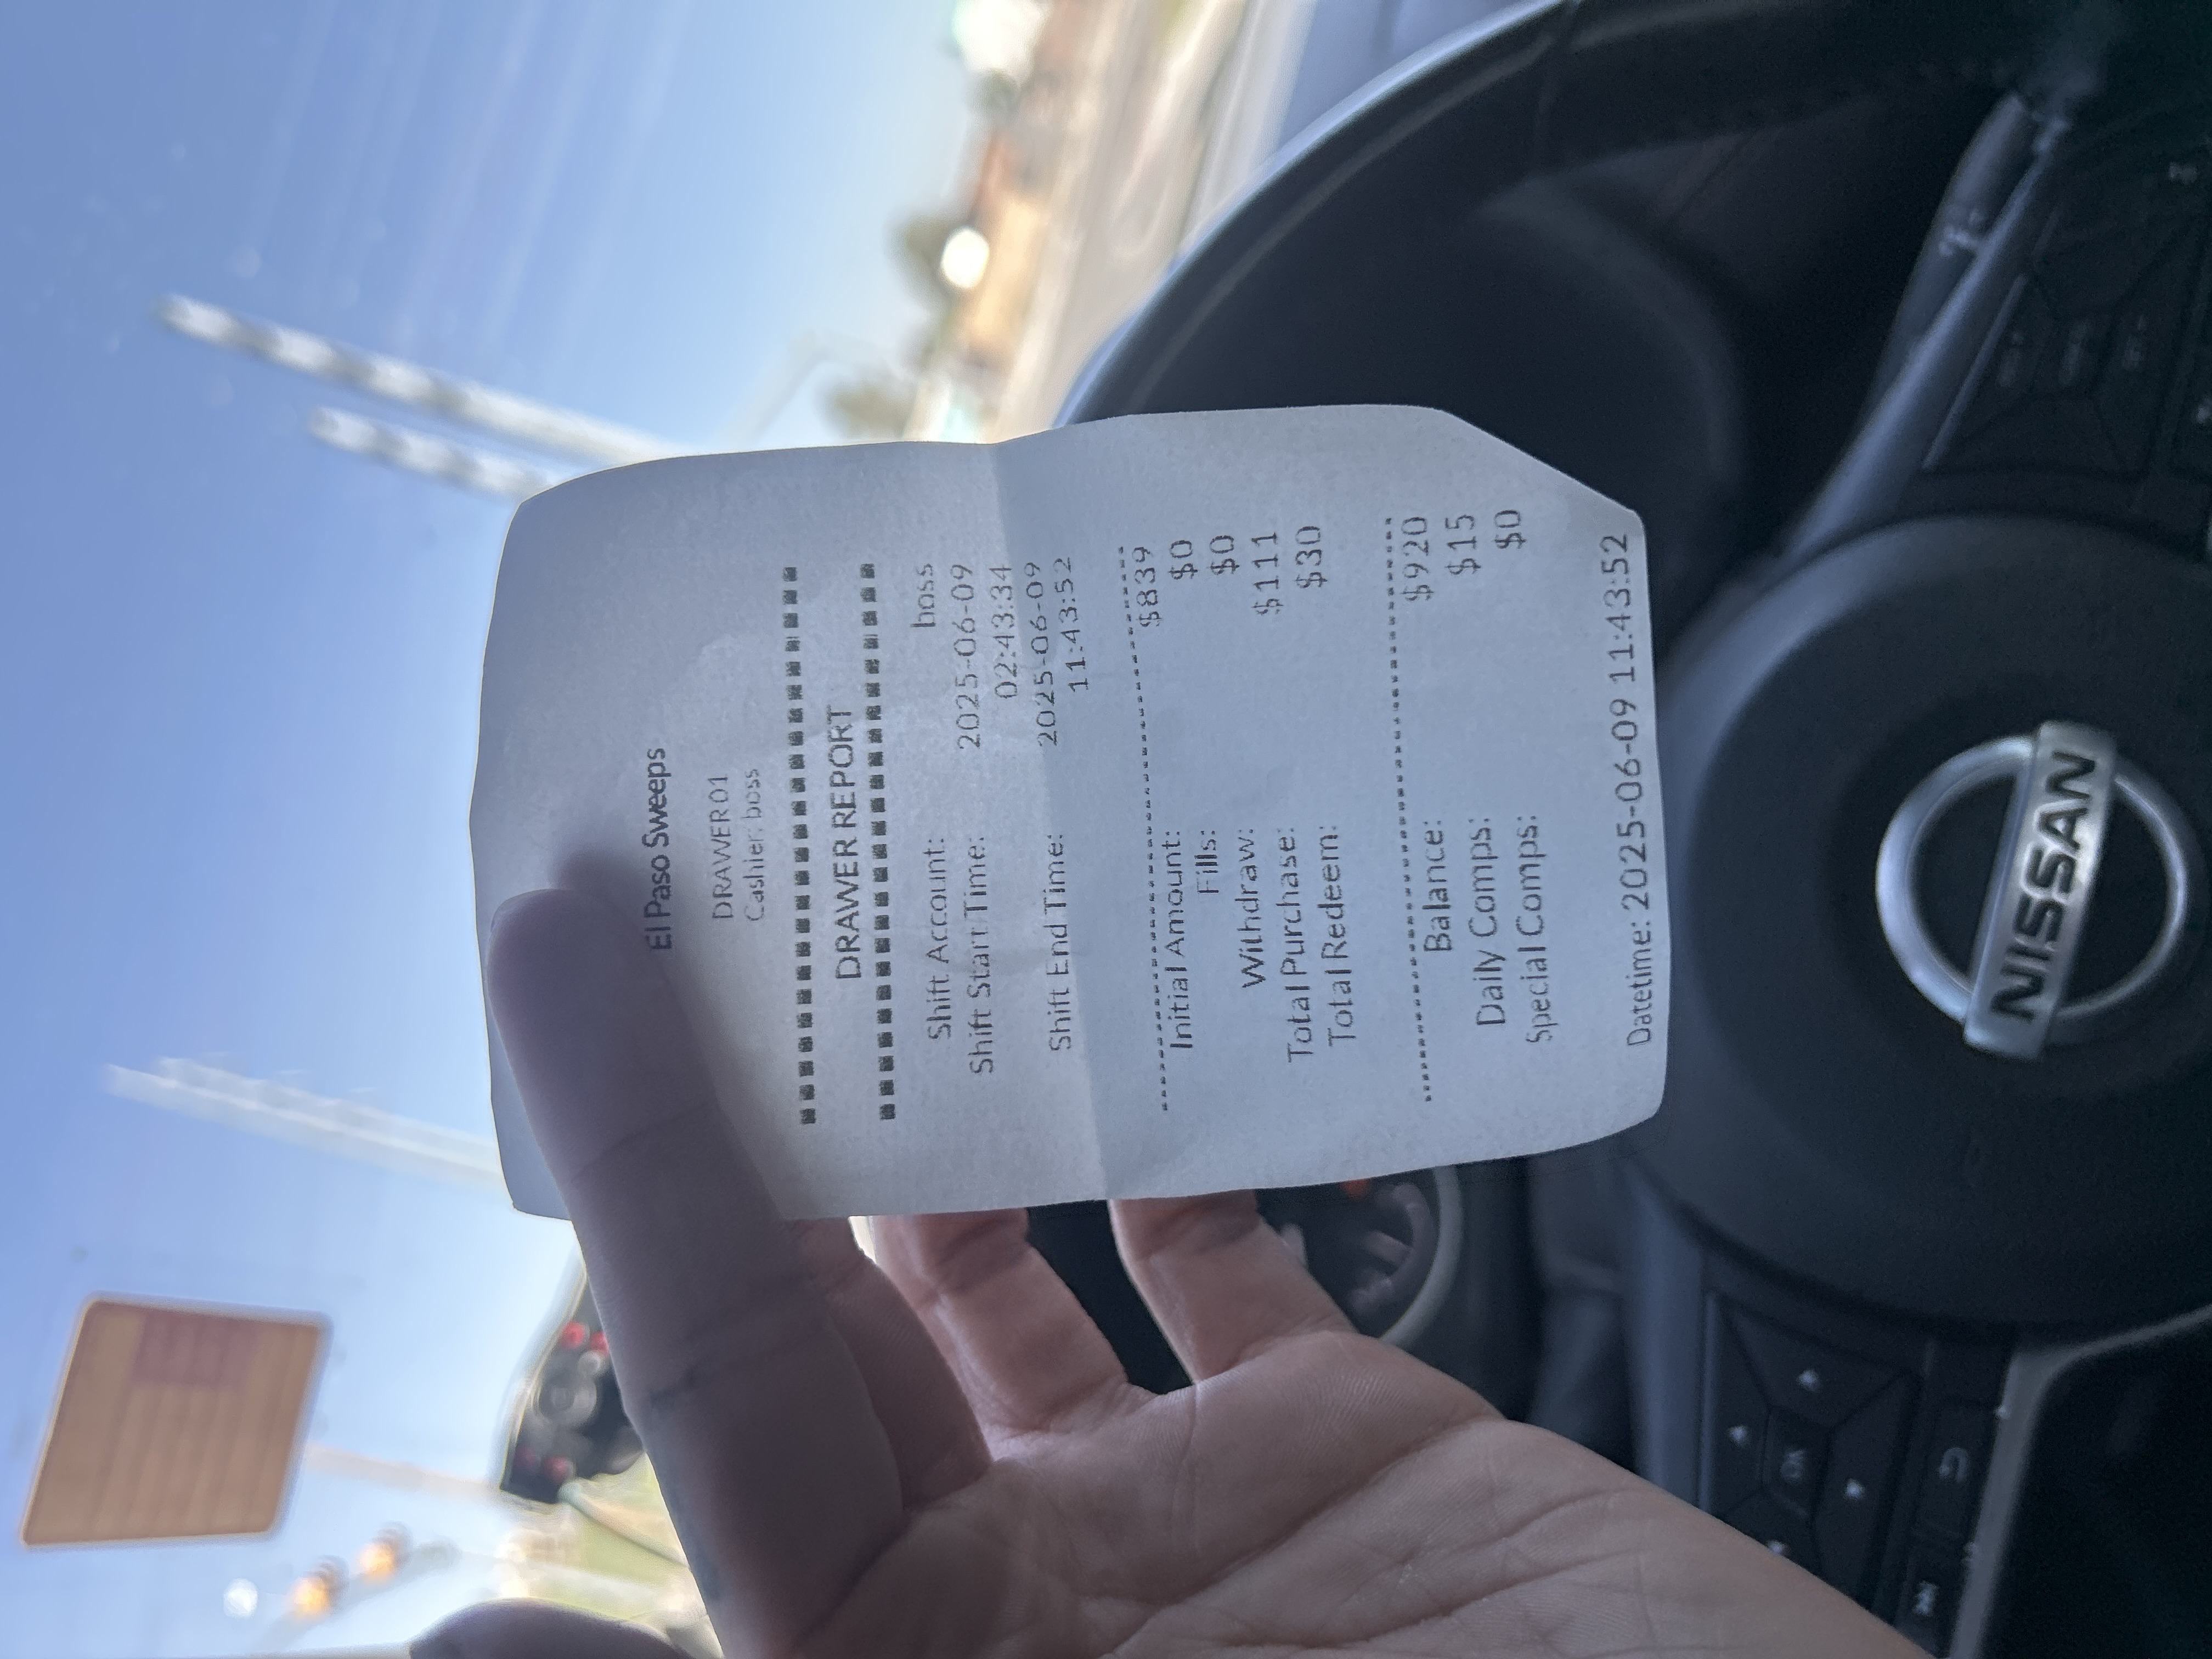 El Paso Sweeps
DRAWER 01
Cashier: boss
DRAWER REPORT
Shift Account: boss
Shift Start Time: 2025-06-09
02:43:34
Shift End Time: 2025-06-09
11:43:52
Initial Amount: $839
Fills: $0
Withdraw: $0
Total Purchase: $111
Total Redeem: $30
Balance: $920
Daily Comps: $15
Special Comps: $0
Datetime: 2025-06-09 11:43:52
NISSAN